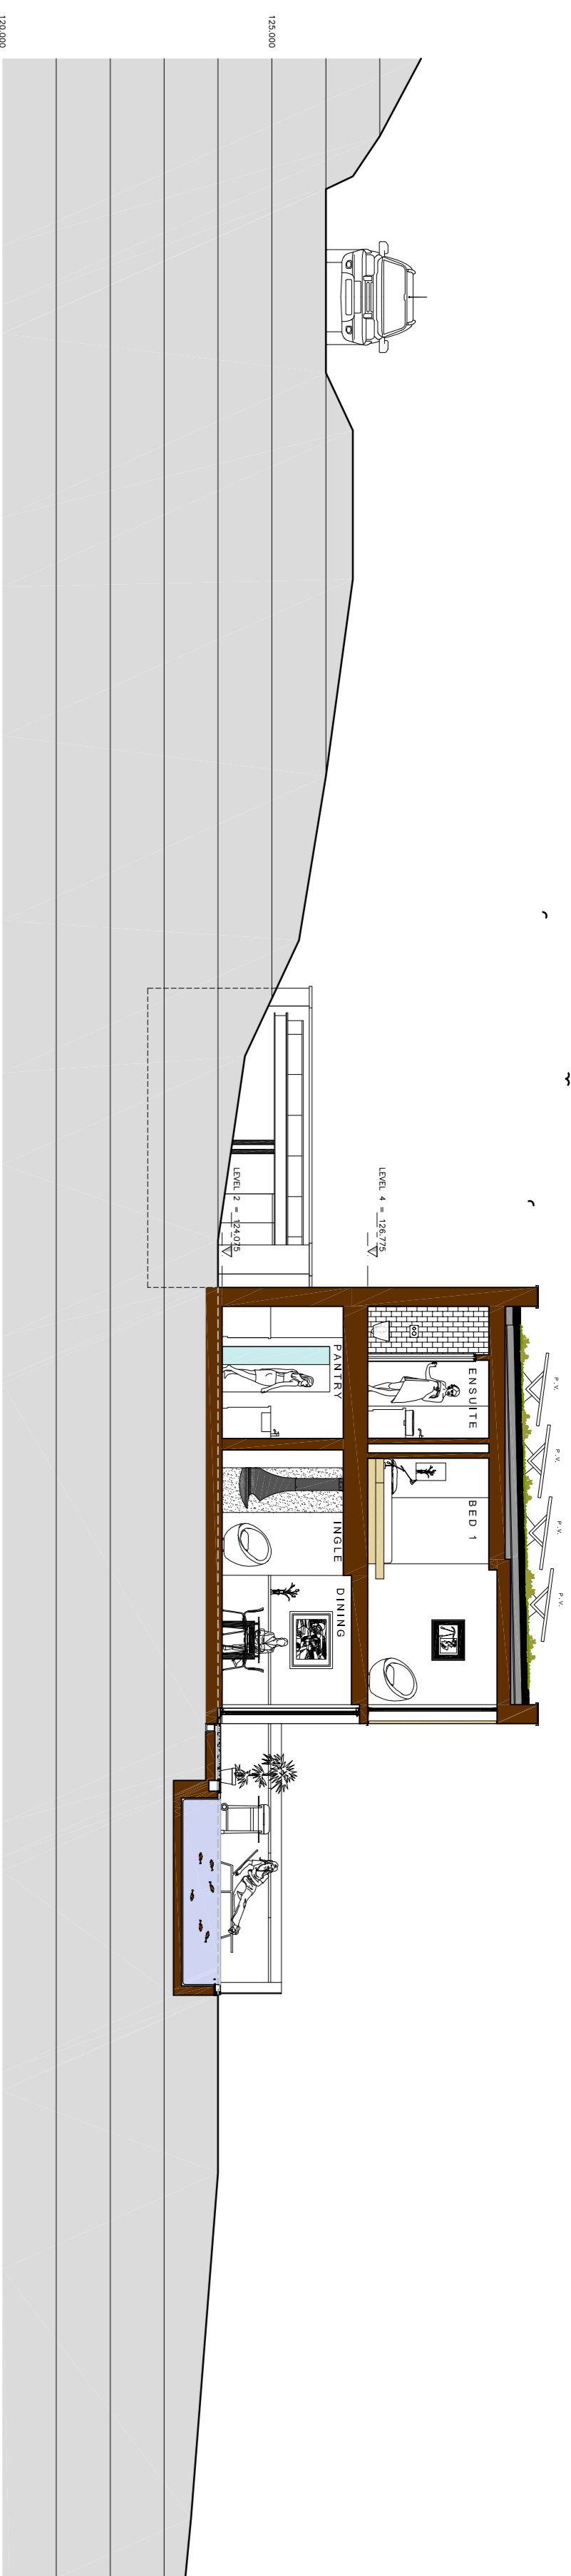 120.000
125.000
LEVEL 4 = 126.775
LEVEL 2 = 124.075
P.V.
P.V.
P.V.
P.V.
ENSUITE
BED 1
PANTRY
INGLE
DINING